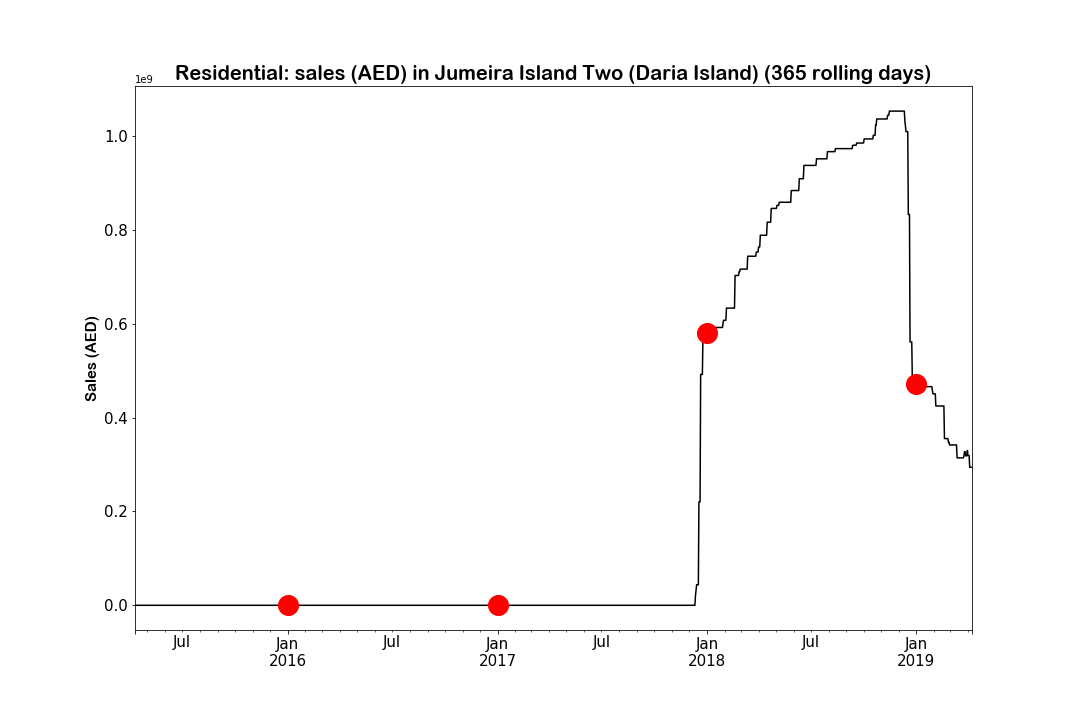 Residential: sales (AED) in Jumeira Island Two (Daria Island) (365 rolling days)
1e9
1.0
0.8
0.6
0.4
0.2
0.0
Sales (AED)
Jul
Jan
2016
Jul
Jan
2017
Jul
Jan
2018
Jul
Jan
2019